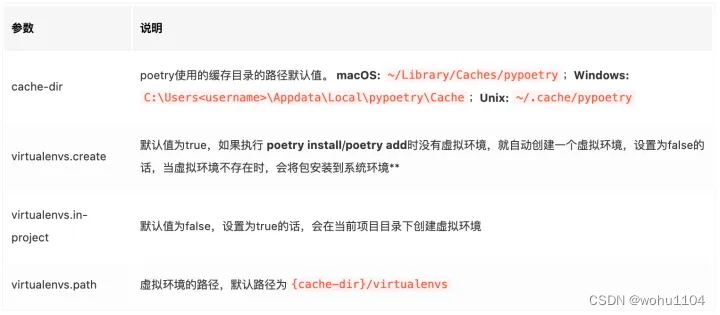 参数 说明
cache-dir
poetry使用的缓存目录的路径默认值。 macOS: ~/Library/Caches/pypoetry ; Windows:
C:\Users<username>\Appdata\Local\pypoetry\Cache ; Unix: ~/.cache/pypoetry
virtualenvs.create
默认值为true，如果执行 poetry install/poetry add时没有虚拟环境，就自动创建一个虚拟环境，设置为false的
话，当虚拟环境不存在时，会将包安装到系统环境**
virtualenvs.in-
project
默认值为false，设置为true的话，会在当前项目目录下创建虚拟环境
virtualenvs.path
虚拟环境的路径，默认路径为 {cache-dir}/virtualenvs
CSDN @wohu1104